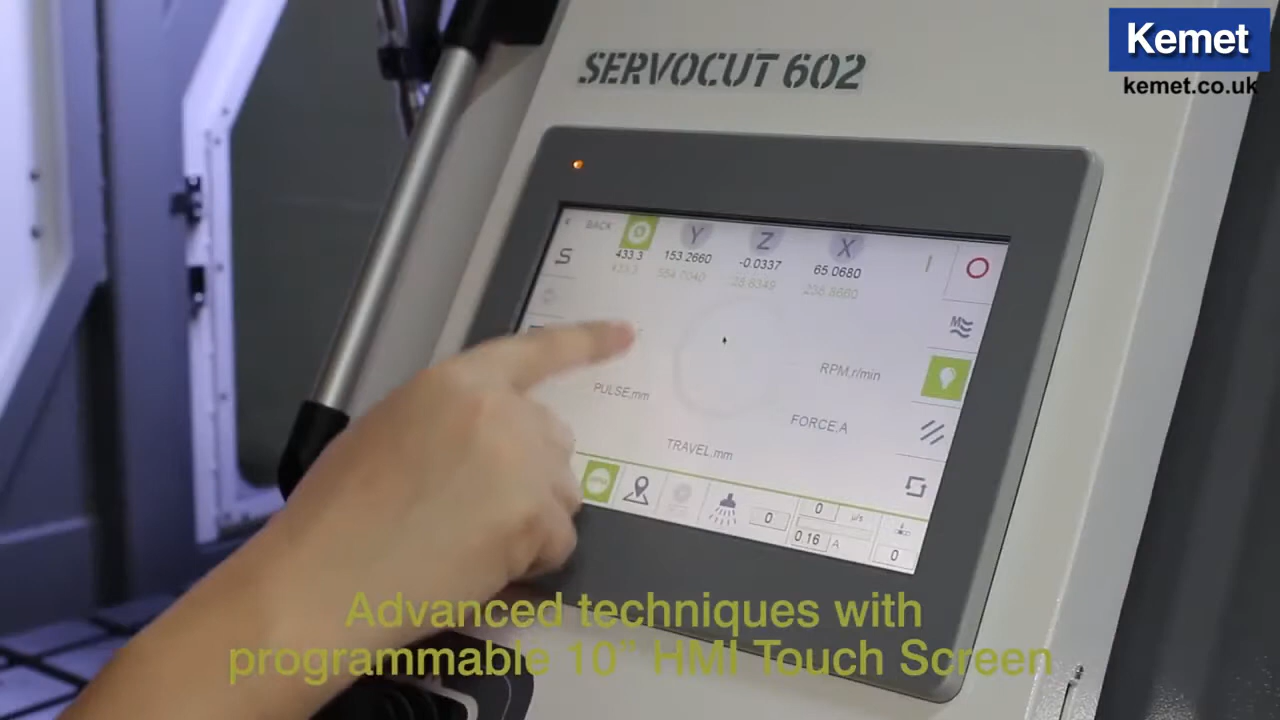 Kemet
kemet.co.uk
SERVOCUT 602
BACK
Y
Z
X
433.3
153.2660
-0.0337
65.0680
S
M
RPM,r/min
PULSE,mm
FORCE,A
TRAVEL,mm
0
0
μ/s
0.16 A
0
Advanced techniques with
programmable 10” HMI Touch Screen